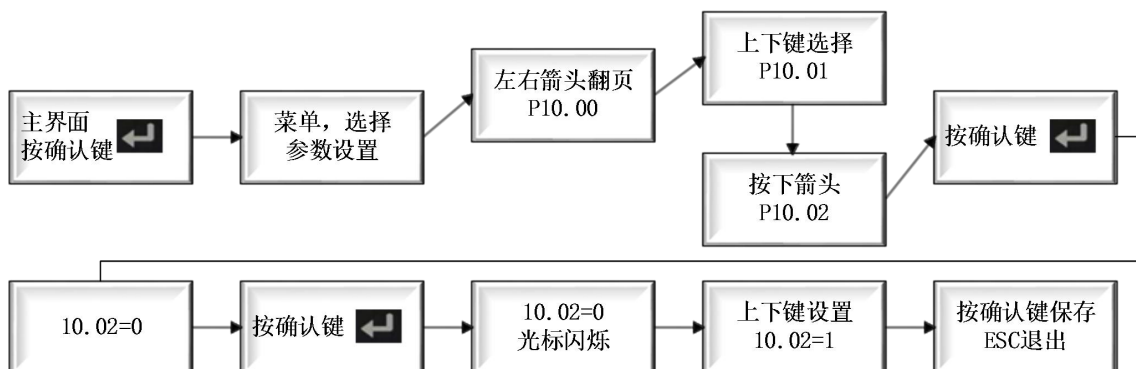 主界面
按确认键
菜单，选择
参数设置
左右箭头翻页
P10.00
上下键选择
P10.01
按下箭头
P10.02
按确认键
10.02=0
按确认键
10.02=0
光标闪烁
上下键设置
10.02=1
按确认键保存
ESC退出